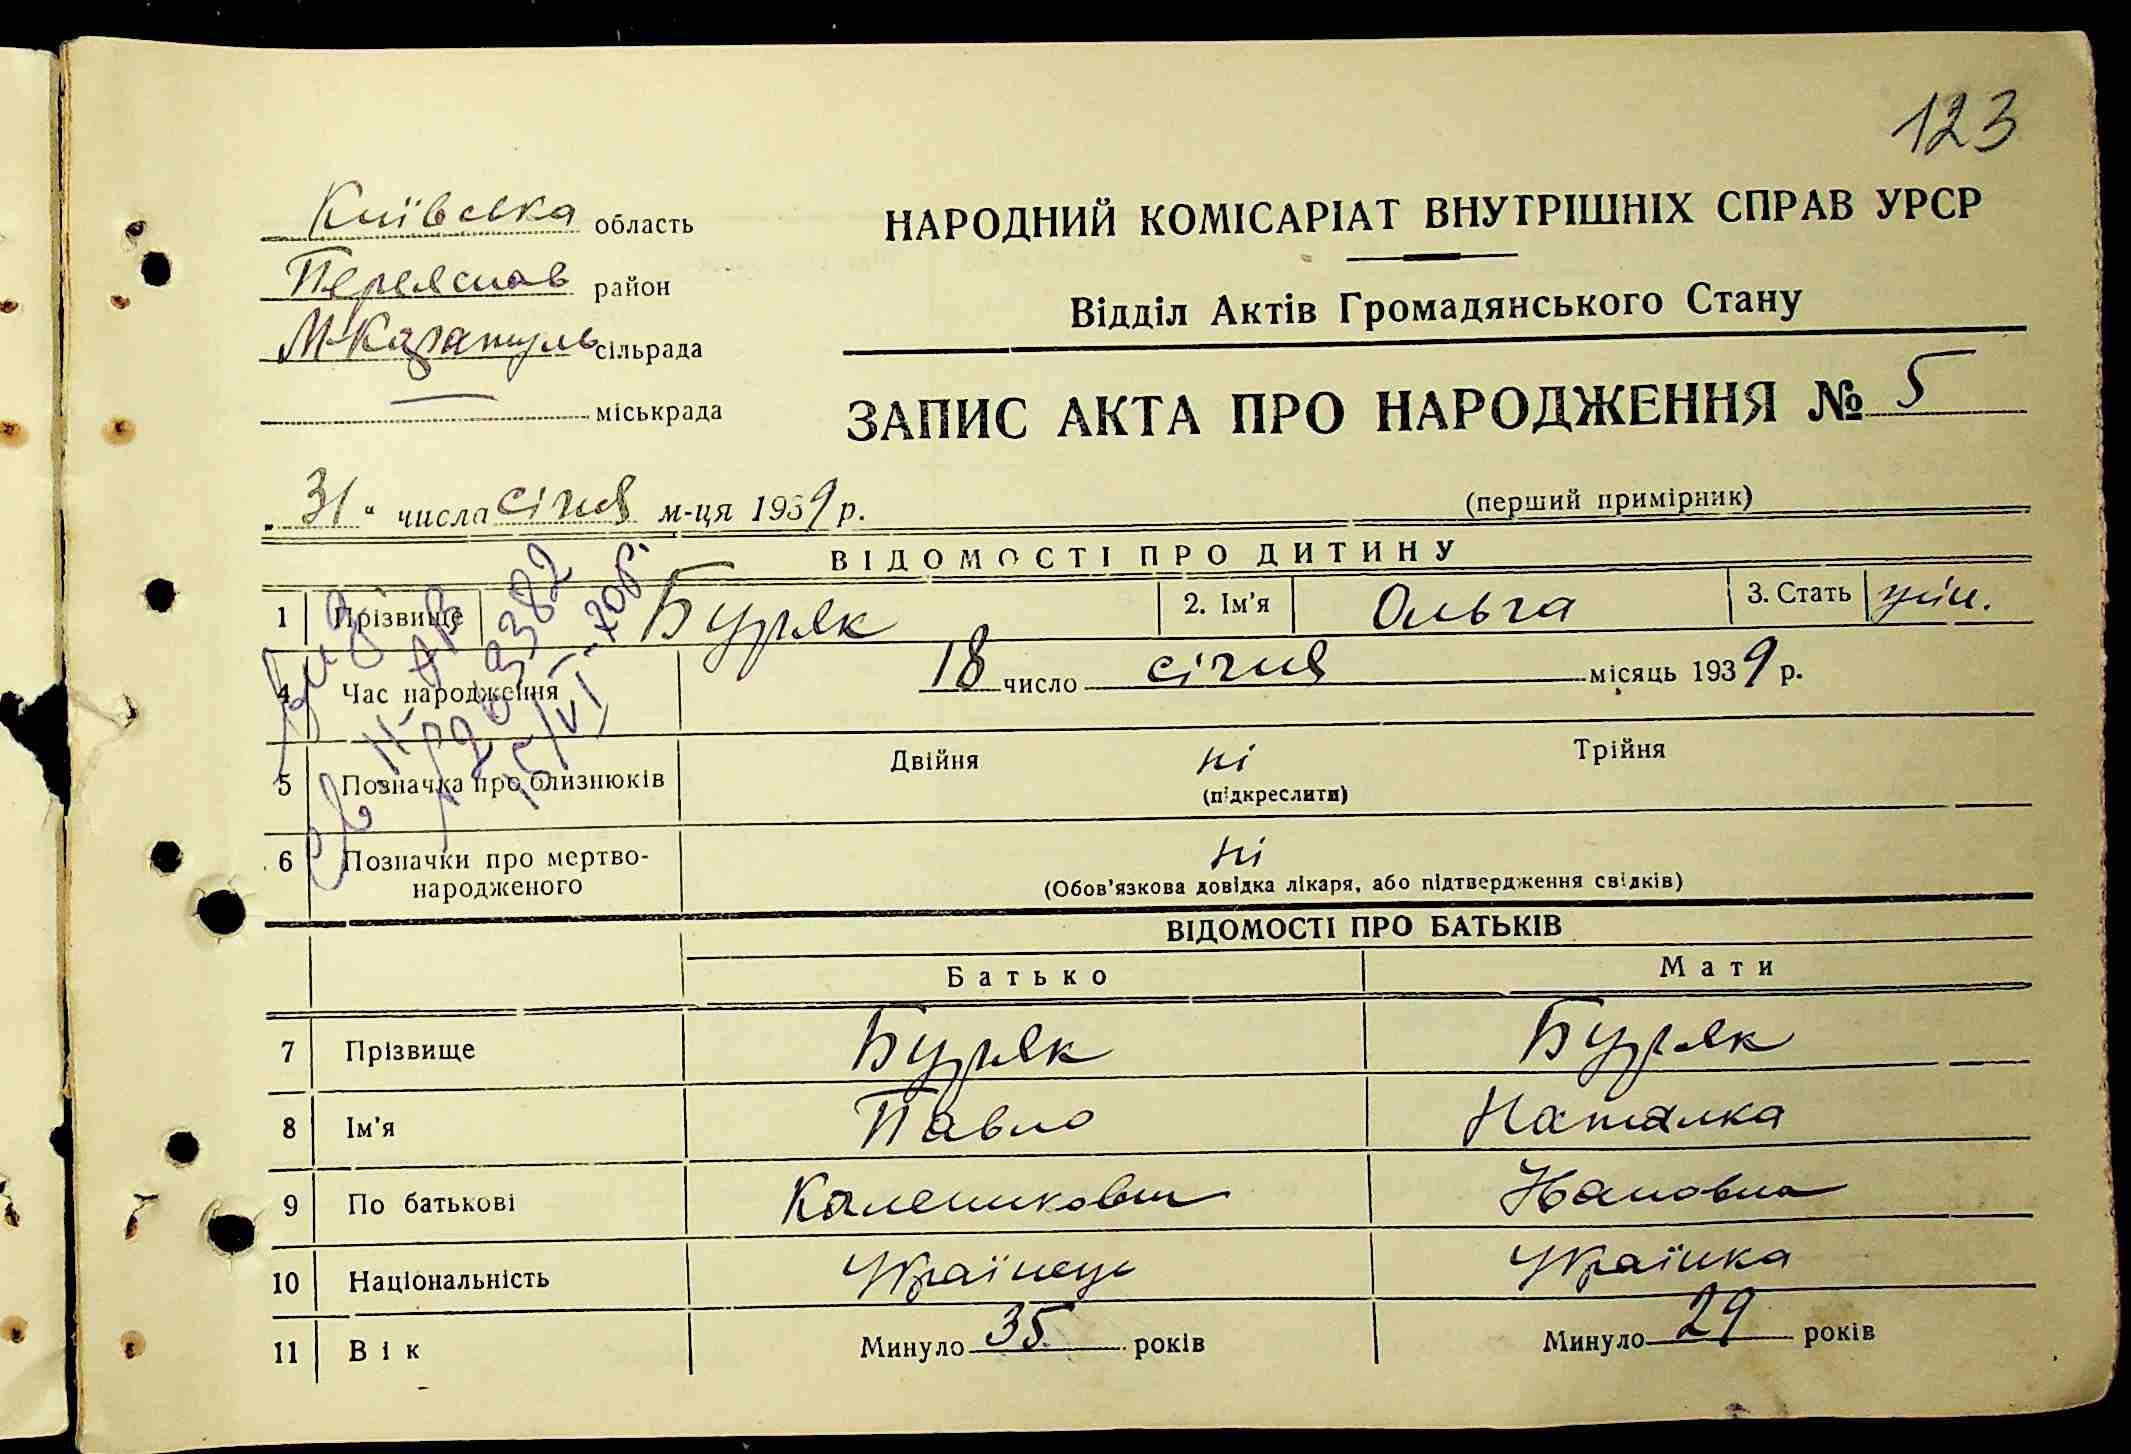 123
Київська область
НАРОДНИЙ КОМІСАРІАТ ВНУТРІШНІХ СПРАВ УРСР
Переяслав район
Відділ Актів Громадянського Стану
М-Каратуль сільрада
міськрада
ЗАПИС АКТА ПРО НАРОДЖЕННЯ № 5
„31“ числа січня м-ця 1939 р.
(перший примірник)
ВІДОМОСТІ ПРО ДИТИНУ
1 Прізвище Буряк 2. Ім'я Ольга 3. Стать жін.
4 Час народження 18 число січня місяць 1939 р.
5 Позначка про близнюків Двійня ні Трійня
(підкреслити)
6 Позначки про мертво-
народженого ні
(Обов'язкова довідка лікаря, або підтвердження свідків)
ВІДОМОСТІ ПРО БАТЬКІВ
Батько Мати
7 Прізвище Буряк Буряк
8 Ім'я Павло Наталка
9 По батькові Каленикович
10 Національність Українець Українка
11 Вік Минуло 35 років Минуло 29 років